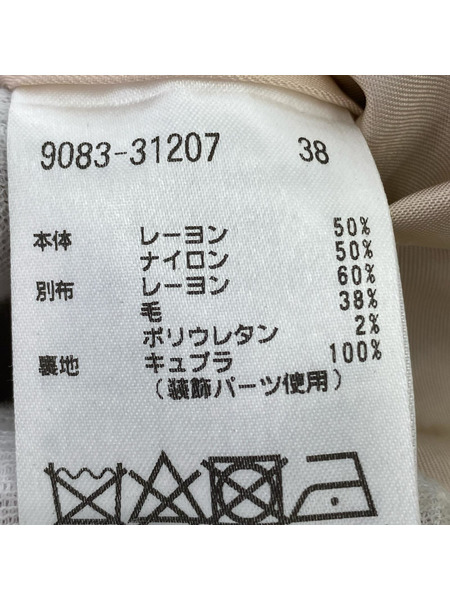 9083-31207 38
本体 レーヨン 50%
ナイロン 50%
別布 レーヨン 60%
毛 38%
ポリウレタン 2%
裏地 キュプラ 100%
(装飾パーツ使用)